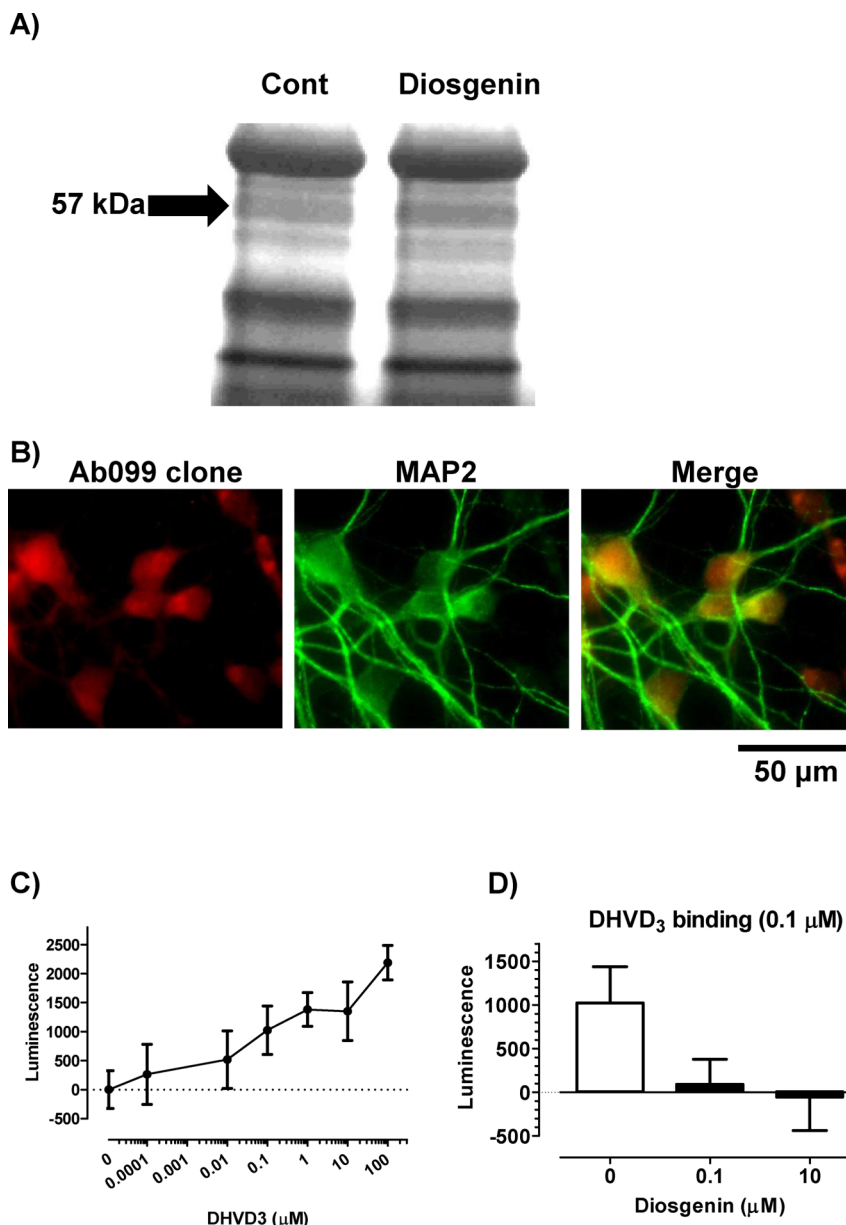 A)
Cont Diosgenin
57 kDa
B)
Ab099 clone MAP2 Merge
50 μm
C)
2500
2000
1500
1000
500
0
-500
Luminescence
0 0.0001 0.001 0.01 0.1 1 10 100
DHVD3 (μM)
D)
DHVD₃ binding (0.1 μM)
1500
1000
500
0
-500
Luminescence
0 0.1 10
Diosgenin (μM)